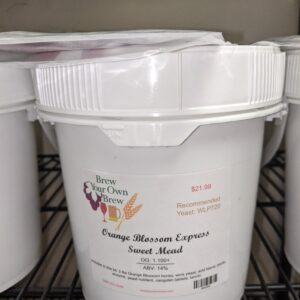 Brew
Your Own
Brew
$21.99
Recommended
Yeast: WLP720
Orange Blossom Express
Sweet Mead
OG: 1.100+
ABV: 14%